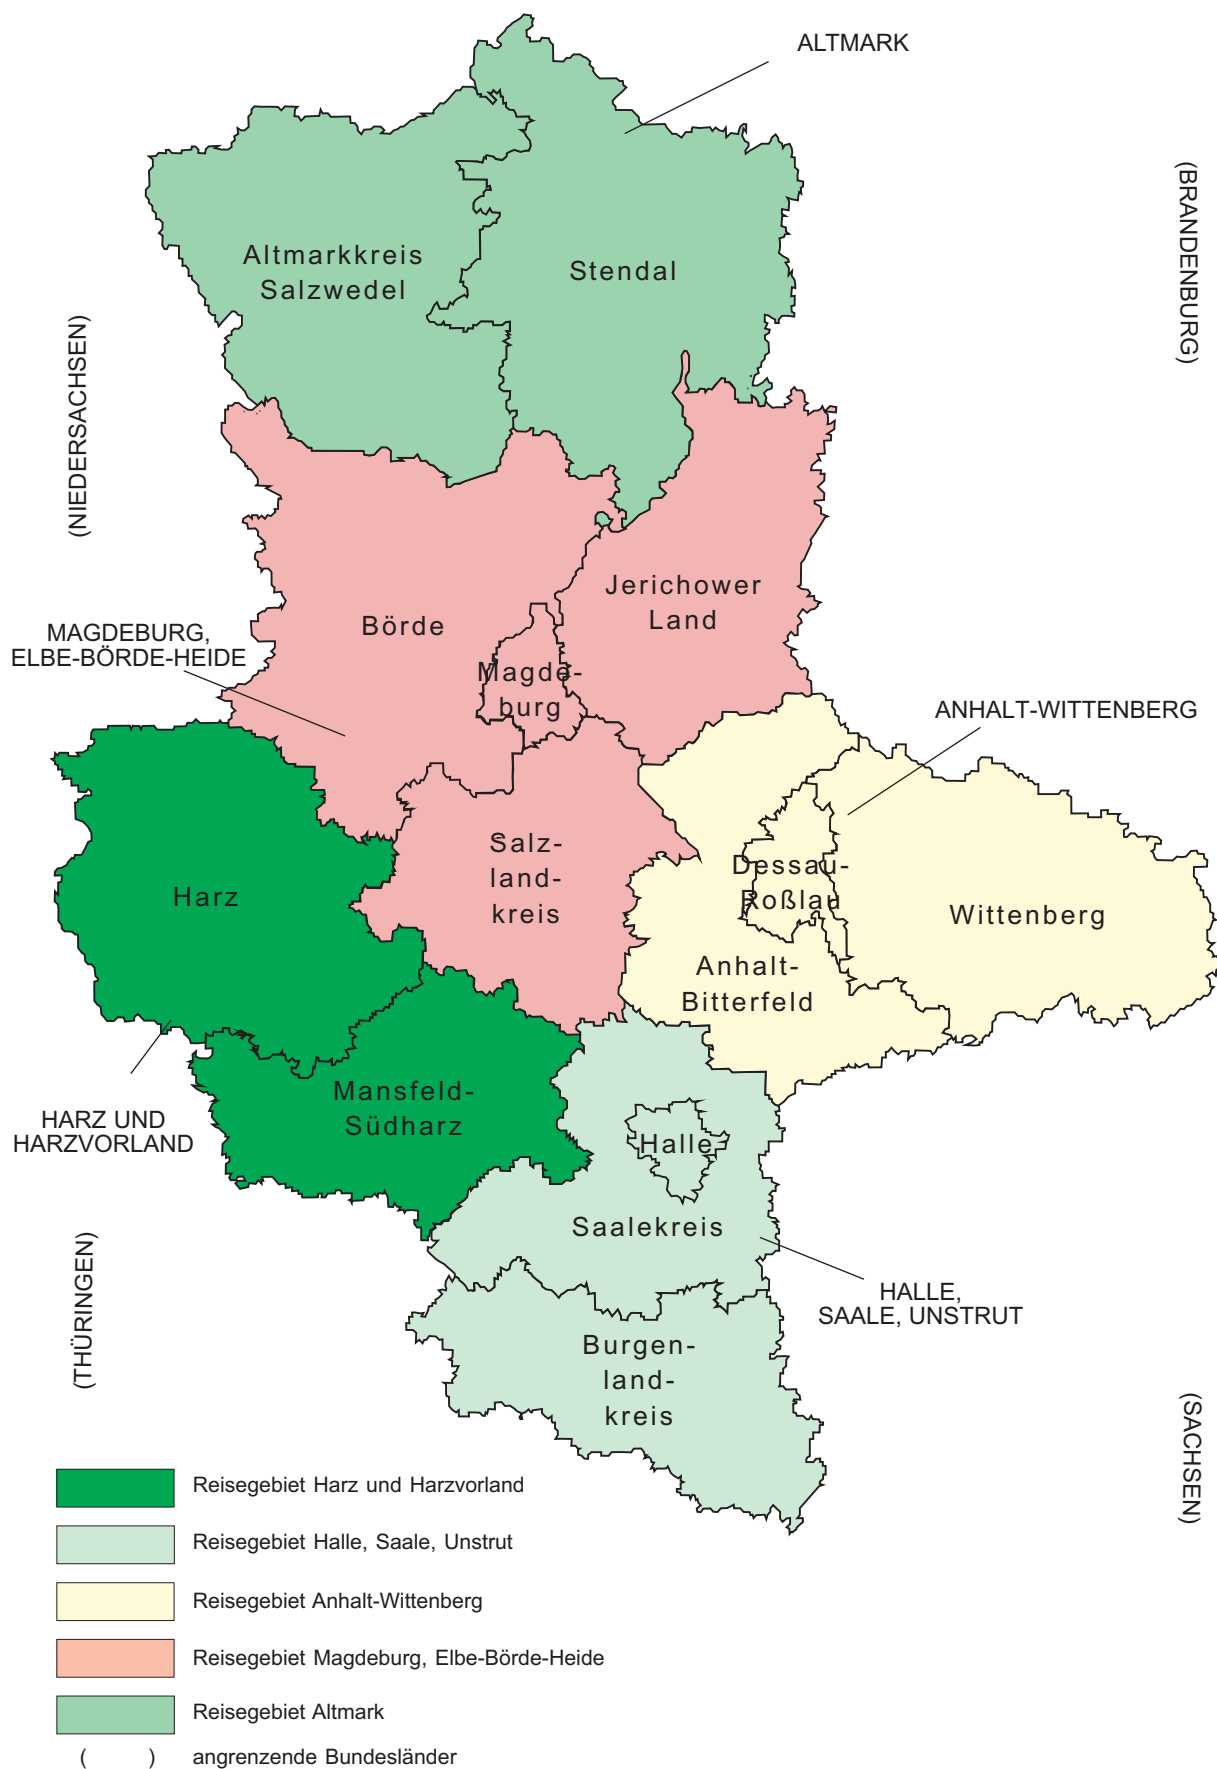 ALTMARK
(BRANDENBURG)
Altmarkkreis
Salzwedel
Stendal
(NIEDERSACHSEN)
Jerichower
Land
Börde
MAGDEBURG,
ELBE-BÖRDE-HEIDE
Magde-
burg
ANHALT-WITTENBERG
Salz-
land-
kreis
Dessau-
Roßlau
Harz
Wittenberg
Anhalt-
Bitterfeld
Mansfeld-
Südharz
HARZ UND
HARZVORLAND
Halle
Saalekreis
(THÜRINGEN)
HALLE,
SAALE, UNSTRUT
Burgen-
land-
kreis
(SACHSEN)
Reisegebiet Harz und Harzvorland
Reisegebiet Halle, Saale, Unstrut
Reisegebiet Anhalt-Wittenberg
Reisegebiet Magdeburg, Elbe-Börde-Heide
Reisegebiet Altmark
( ) angrenzende Bundesländer